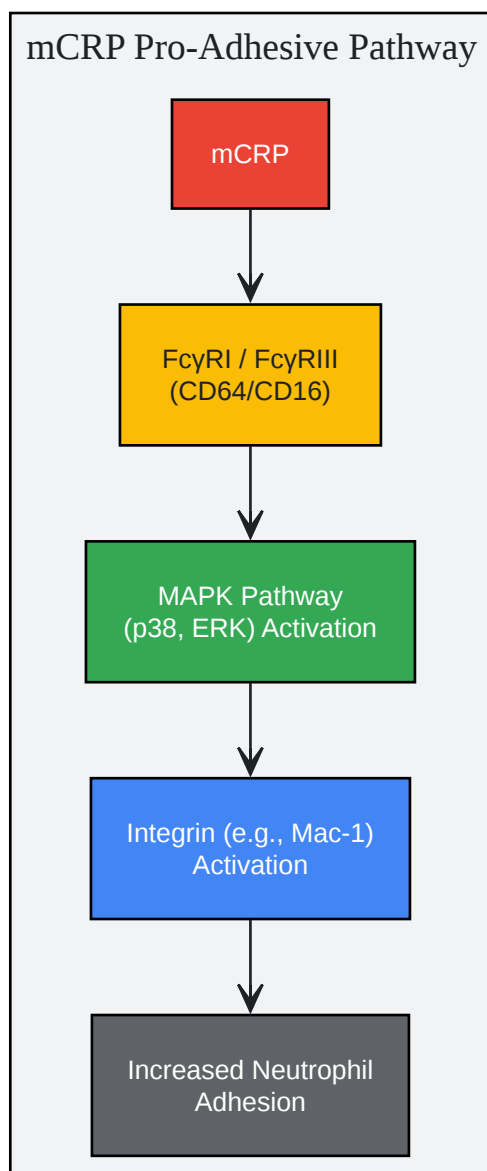 mCRP Pro-Adhesive Pathway
mCRP
FcγRI / FcγRIII
(CD64/CD16)
MAPK Pathway
(p38, ERK) Activation
Integrin (e.g., Mac-1)
Activation
Increased Neutrophil
Adhesion